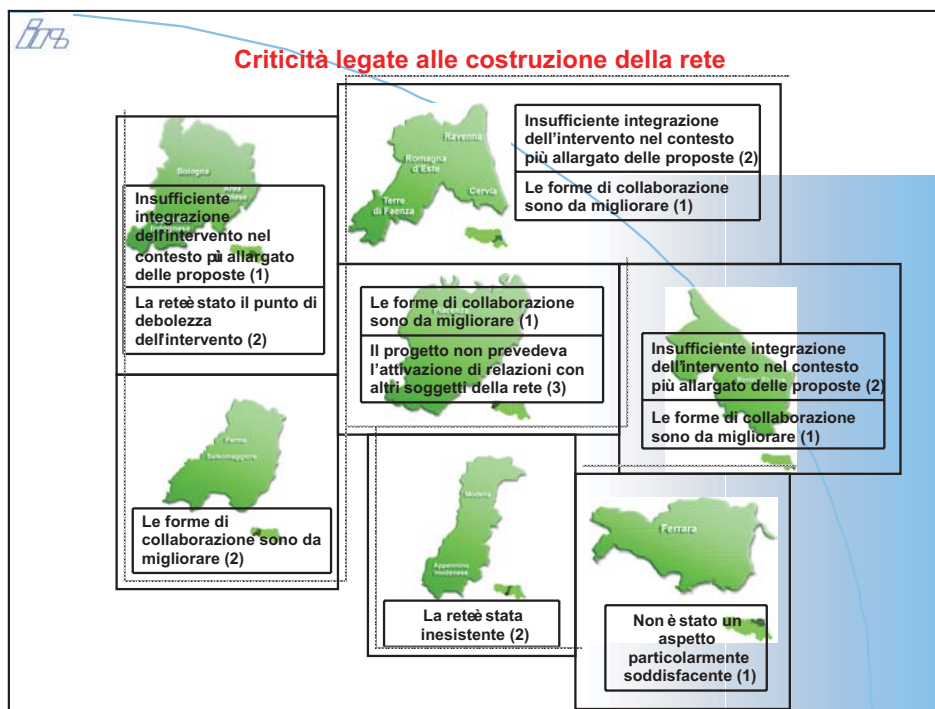 irs
Criticità legate alle costruzione della rete
Bologna
Insufficiente
integrazione
dell'intervento nel
contesto più allargato
delle proposte (1)
La rete è stato il punto di
debolezza
dell'intervento (2)
Ravenna
Romagna
d'Este
Cervia
Terre
di Faenza
Insufficiente integrazione
dell'intervento nel contesto
più allargato delle proposte (2)
Le forme di collaborazione
sono da migliorare (1)
Piacenza
Le forme di collaborazione
sono da migliorare (1)
Il progetto non prevedeva
l'attivazione di relazioni con
altri soggetti della rete (3)
Insufficiente integrazione
dell'intervento nel contesto
più allargato delle proposte (2)
Le forme di collaborazione
sono da migliorare (1)
Parma
Salsomaggiore
Le forme di
collaborazione sono da
migliorare (2)
Modena
Appennino
modenese
La rete è stata
inesistente (2)
Ferrara
Non è stato un
aspetto
particolarmente
soddisfacente (1)